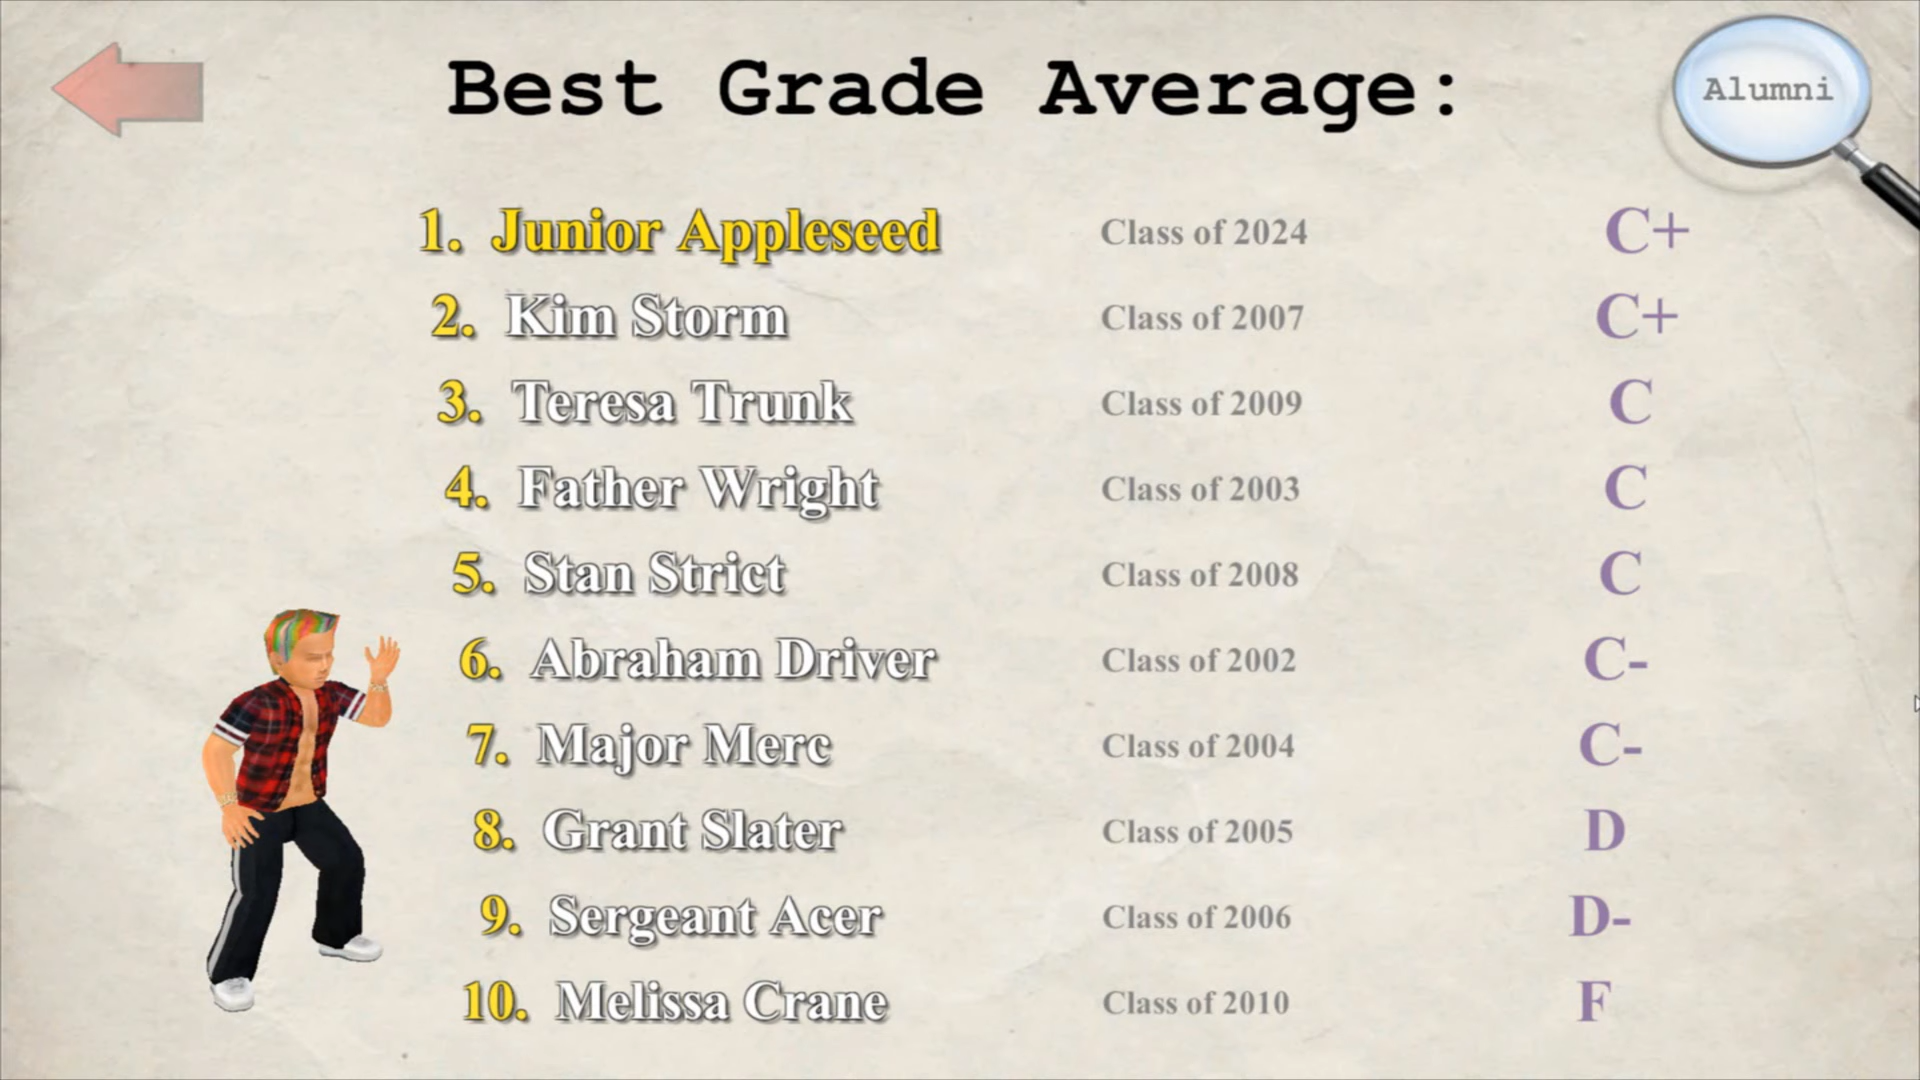 Best Grade Average:
Alumni
1. Junior Appleseed Class of 2024 C+
2. Kim Storm Class of 2007 C+
3. Teresa Trunk Class of 2009 C
4. Father Wright Class of 2003 C
5. Stan Strict Class of 2008 C
6. Abraham Driver Class of 2002 C-
7. Major Merc Class of 2004 C-
8. Grant Slater Class of 2005 D
9. Sergeant Acer Class of 2006 D-
10. Melissa Crane Class of 2010 F